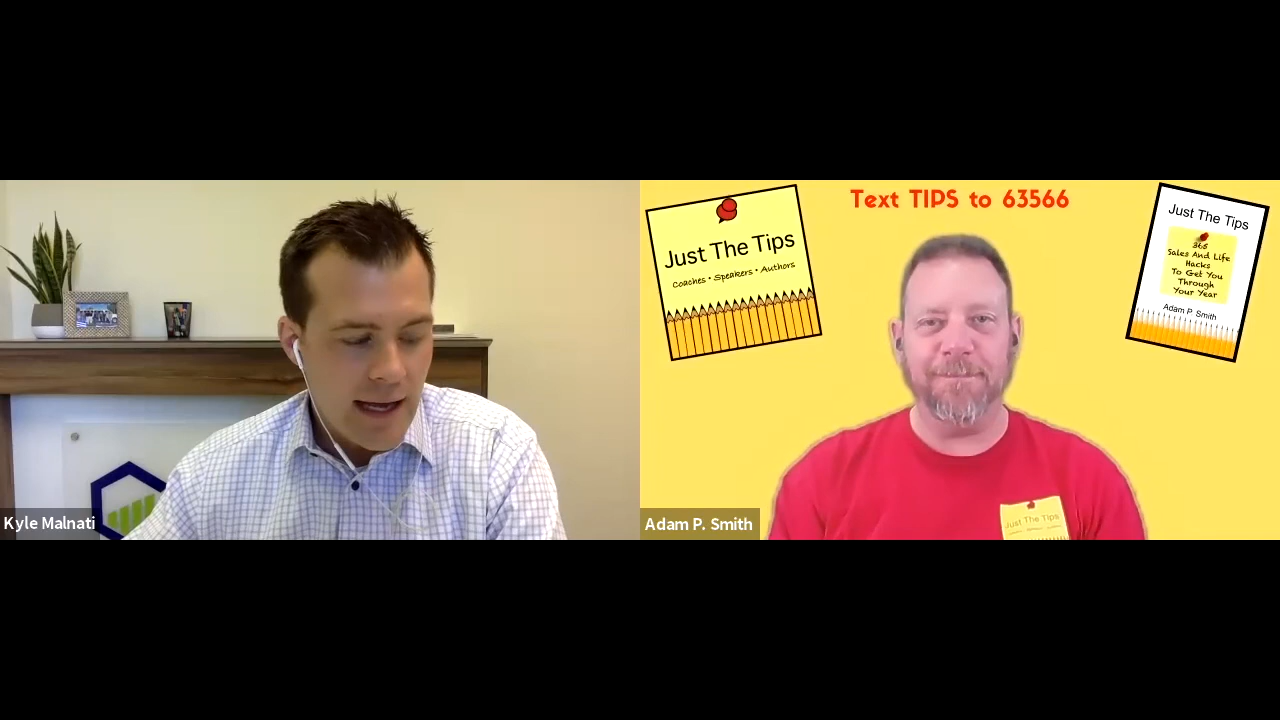 Text TIPS to 63566
Just The Tips
Coaches • Speakers • Authors
Just The Tips
365
Sales And Life
Hacks
To Get You
Through
Your Year
Adam P. Smith
Just The Tips
Kyle Malnati
Adam P. Smith